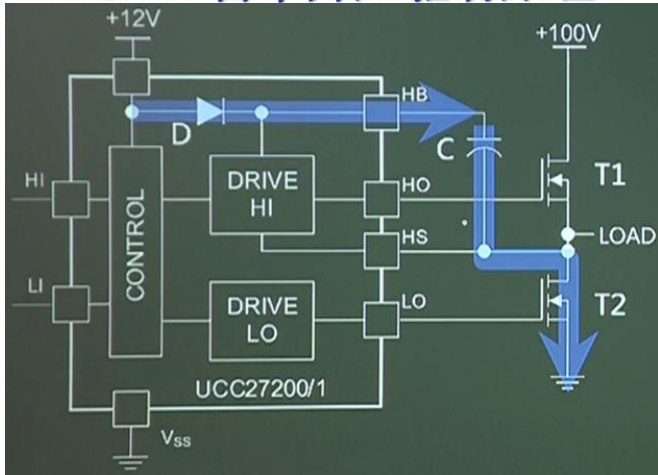 +12V
+100V
HB
D
C
HI
CONTROL
DRIVE
HI
HO
T1
HS
LOAD
LI
DRIVE
LO
LO
T2
UCC27200/1
VSS